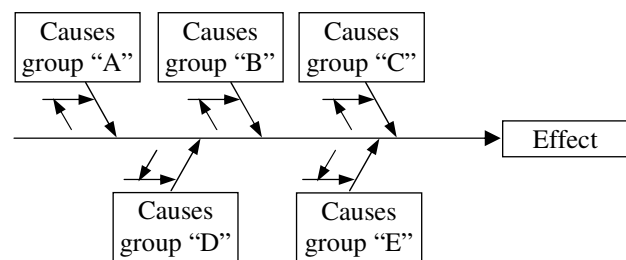 Causes
group “A”
Causes
group “B”
Causes
group “C”
Effect
Causes
group “D”
Causes
group “E”